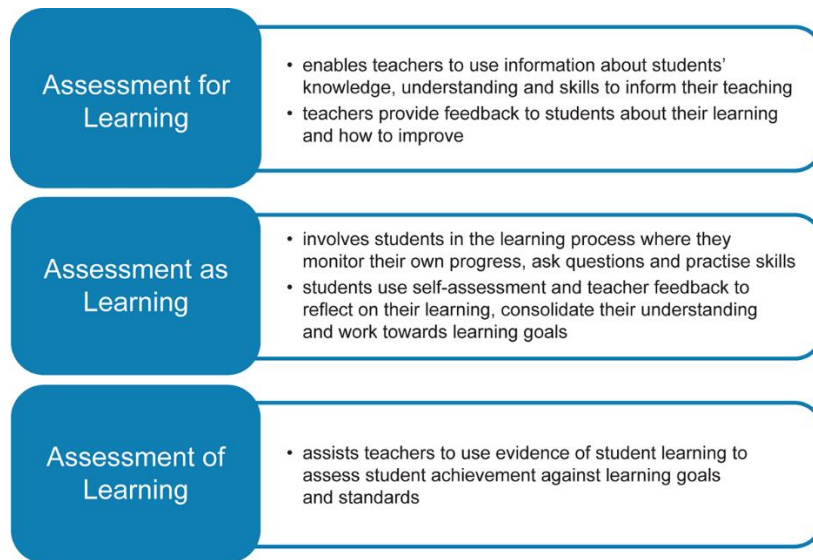 Assessment for
Learning
• enables teachers to use information about students'
knowledge, understanding and skills to inform their teaching
• teachers provide feedback to students about their learning
and how to improve
Assessment as
Learning
• involves students in the learning process where they
monitor their own progress, ask questions and practise skills
• students use self-assessment and teacher feedback to
reflect on their learning, consolidate their understanding
and work towards learning goals
Assessment of
Learning
• assists teachers to use evidence of student learning to
assess student achievement against learning goals
and standards